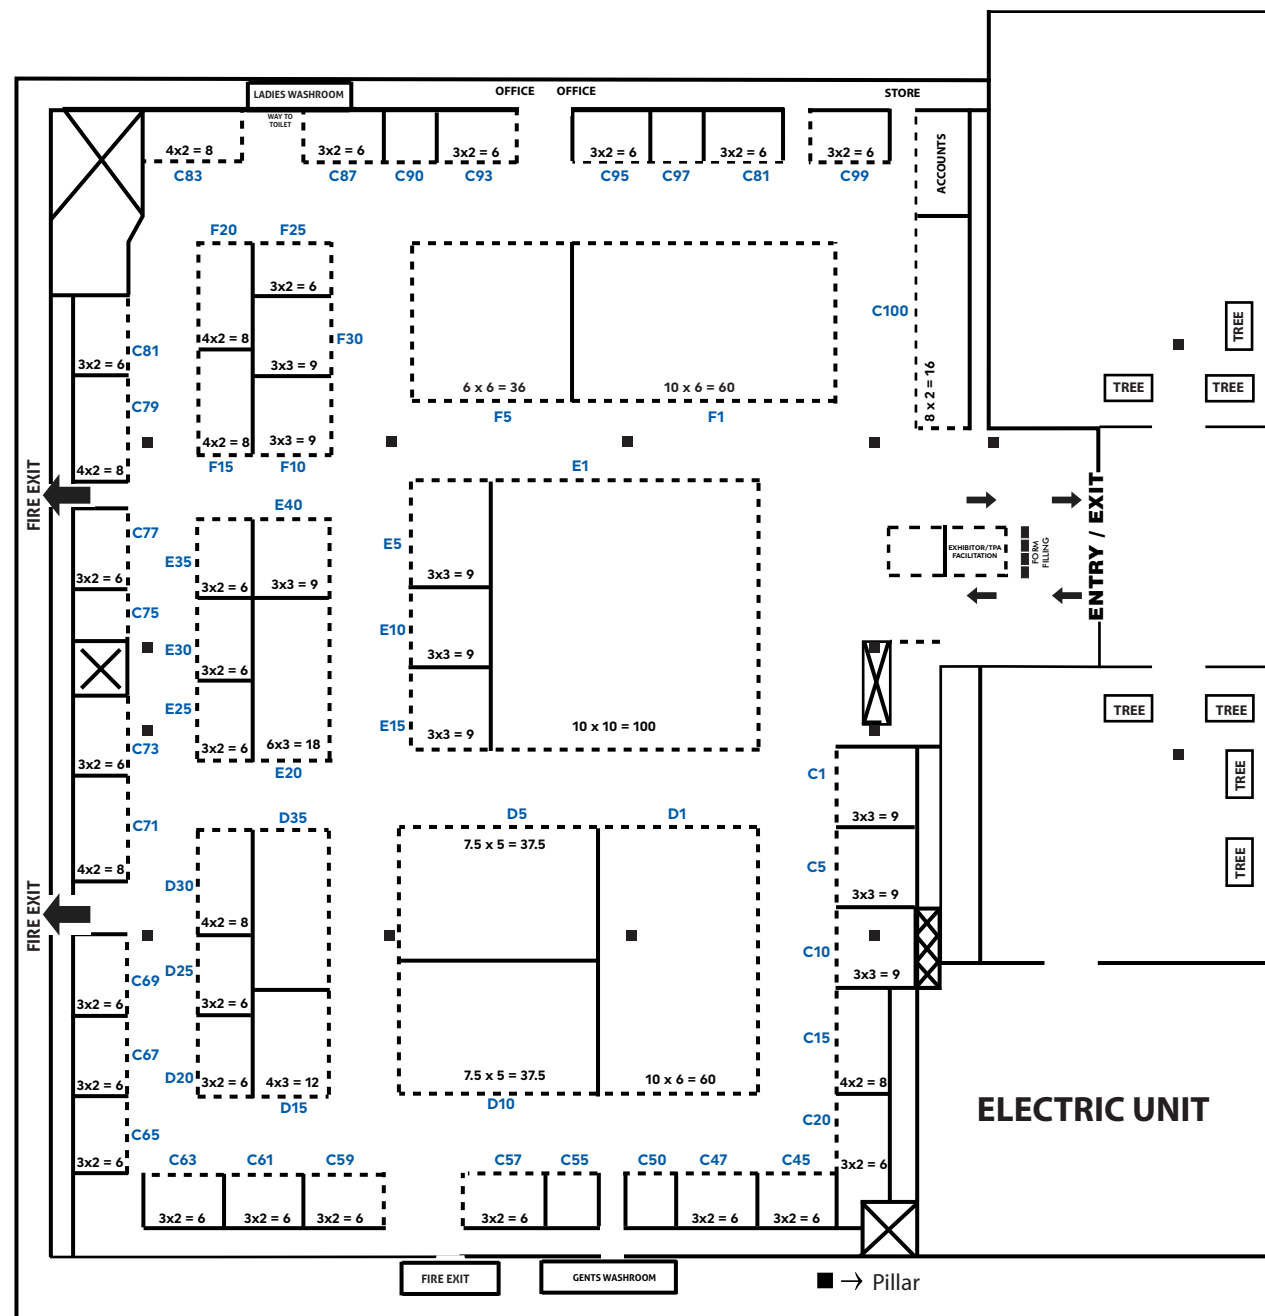 LADIES WASHROOM
OFFICE
OFFICE
STORE
WAY TO
TOILET
4x2 = 8
3x2 = 6
3x2 = 6
3x2 = 6
3x2 = 6
3x2 = 6
ACCOUNTS
C83
C87
C90
C93
C95
C97
C81
C99
F20
F25
3x2 = 6
C100
4x2 = 8
F30
C81
3x2 = 6
3x3 = 9
6 x 6 = 36
10 x 6 = 60
8 x 2 = 16
C79
F5
F1
4x2 = 8
3x3 = 9
F15
F10
4x2 = 8
E1
FIRE EXIT
E40
C77
E35
E5
3x2 = 6
3x2 = 6
3x3 = 9
3x3 = 9
EXHIBITOR/TPA
FACILITATION
FORM
FILLING
ENTRY / EXIT
C75
E30
E10
3x2 = 6
3x3 = 9
E25
E15
C73
3x2 = 6
3x2 = 6
6x3 = 18
3x3 = 9
10 x 10 = 100
E20
C1
TREE
TREE
TREE
TREE
TREE
TREE
TREE
D35
D5
D1
3x3 = 9
C71
7.5 x 5 = 37.5
4x2 = 8
C5
D30
3x3 = 9
FIRE EXIT
4x2 = 8
C10
C69
D25
3x3 = 9
3x2 = 6
3x2 = 6
C15
C67
D20
3x2 = 6
3x2 = 6
4x3 = 12
7.5 x 5 = 37.5
10 x 6 = 60
4x2 = 8
D15
D10
ELECTRIC UNIT
C20
C65
3x2 = 6
C63
C61
C59
C57
C55
C50
C47
C45
3x2 = 6
3x2 = 6
3x2 = 6
3x2 = 6
3x2 = 6
3x2 = 6
3x2 = 6
FIRE EXIT
GENTS WASHROOM
→ Pillar